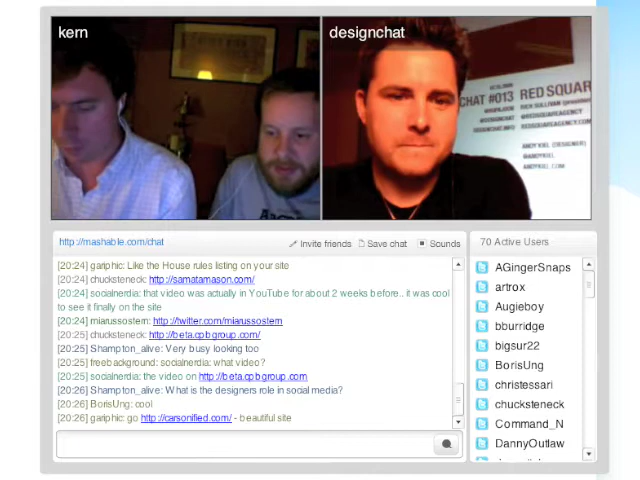 kern
designchat
CHAT #013 RED SQUAR
REDSQUAREAGENCY.COM
http://mashable.com/chat
Invite friends
Save chat
Sounds
70 Active Users
[20:24] gariphic: Like the House rules listing on your site
[20:24] chucksteneck: http://samatamason.com/
[20:24] socialnerdia: that video was actually in YouTube for about 2 weeks before.. it was cool
to see it finally on the site
[20:24] miarussostern: http://twitter.com/miarussostern
[20:25] chucksteneck: http://beta.cpbgroup.com/
[20:25] Shampton_alive: Very busy looking too
[20:25] freebackground: socialnerdia: what video?
[20:25] socialnerdia: the video on http://beta.cpbgroup.com
[20:26] Shampton_alive: What is the designers role in social media?
[20:26] BorisUng: cool
[20:26] gariphic: go http://carsonified.com/ - beautiful site
AGingerSnaps
artrox
Augieboy
bburridge
bigsur22
BorisUng
christessari
chucksteneck
Command_N
DannyOutlaw